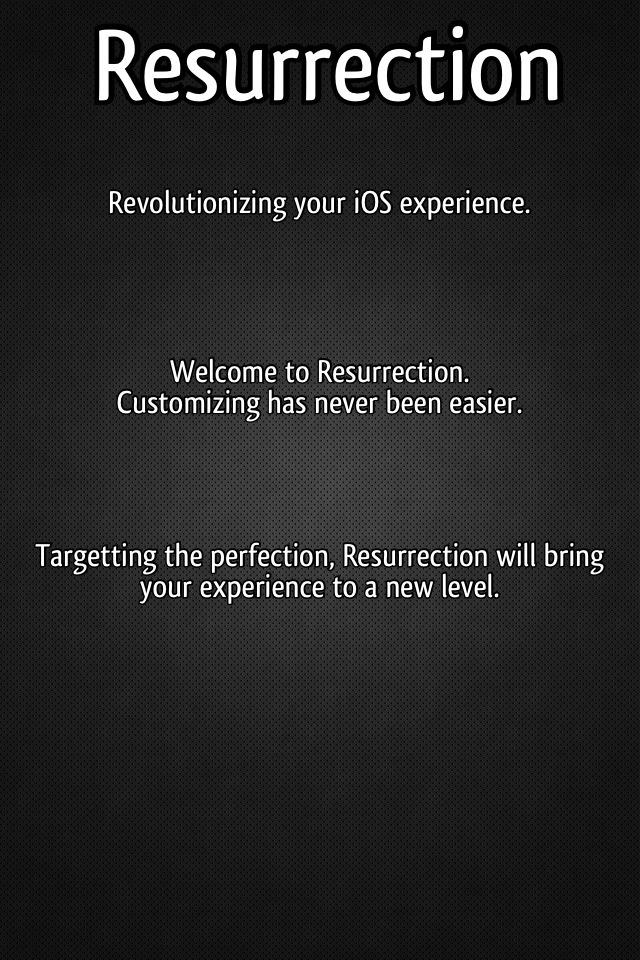 Resurrection
Revolutionizing your iOS experience.
Welcome to Resurrection.
Customizing has never been easier.
Targetting the perfection, Resurrection will bring
your experience to a new level.